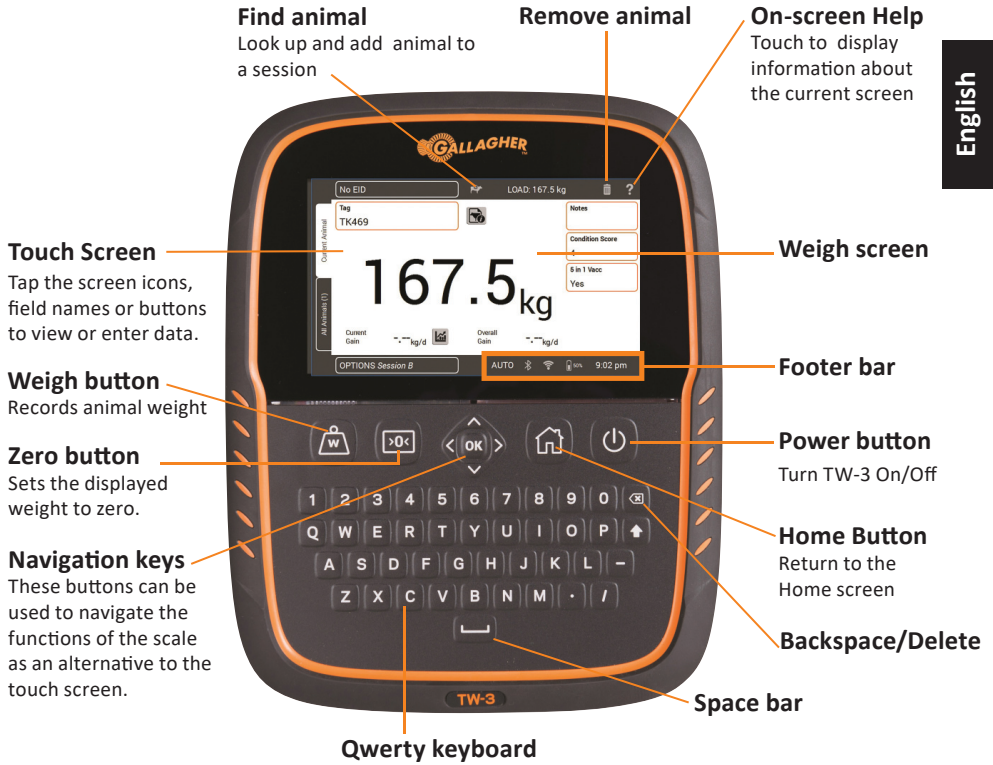 Find animal
Look up and add animal to
a session
Remove animal
On-screen Help
Touch to display
information about
the current screen
English
GALLAGHER
TM
No EID
LOAD: 167.5 kg
?
Current Animal
All Animals (1)
Tag
TK469
Notes
Condition Score
5 in 1 Vacc
Yes
167.5kg
Current
Gain
-.--kg/d
Overall
Gain
-.--kg/d
OPTIONS Session B
AUTO
50%
9:02 pm
Touch Screen
Tap the screen icons,
field names or buttons
to view or enter data.
Weigh button
Records animal weight
Zero button
Sets the displayed
weight to zero.
Navigation keys
These buttons can be
used to navigate the
functions of the scale
as an alternative to the
touch screen.
Weigh screen
Footer bar
Power button
Turn TW-3 On/Off
Home Button
Return to the
Home screen
Backspace/Delete
Space bar
Qwerty keyboard
W
>0<
< OK >
1 2 3 4 5 6 7 8 9 0
Q W E R T Y U I O P
A S D F G H J K L -
Z X C V B N M . /
TW-3